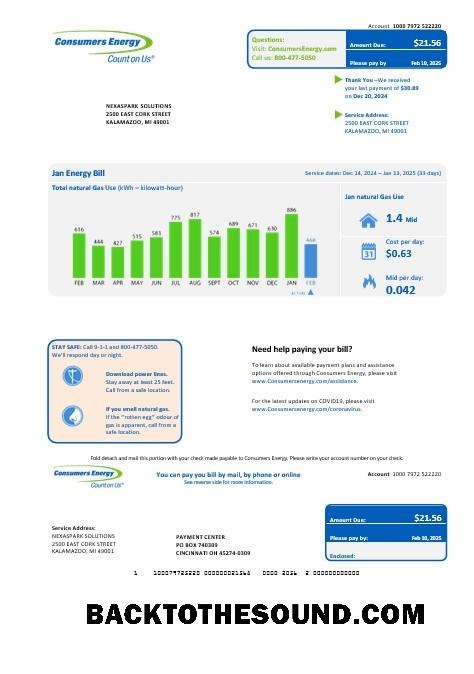 Account 1000 7972 522220
Consumers Energy
Count on Us®
Questions:
Visit: ConsumersEnergy.com
Call us: 800-477-5050
Amount Due: $21.56
Please pay by Feb 10, 2025
Thank You –We received
your last payment of $30.89
on Dec 20, 2024
NEXASPARK SOLUTIONS
2500 EAST CORK STREET
KALAMAZOO, MI 49001
Service Address:
2500 EAST CORK STREET
KALAMAZOO, MI 49001
Jan Energy Bill
Service dates: Dec 14, 2024 – Jan 13, 2025 (33 days)
Total natural Gas Use (kWh – kilowatt-hour)
616 444 427 515 583 775 817 574 689 671 630 886 468
FEB MAR APR MAY JUN JUL AUG SEPT OCT NOV DEC JAN FEB
Jan natural Gas Use
1.4 Mid
Cost per day:
31
$0.63
Mid per day:
0.042
STAY SAFE: Call 9-1-1 and 800-477-5050.
We'll respond day or night.
Download power lines.
Stay away at least 25 feet.
Call from a safe location.
If you smell natural gas.
If the "rotten egg" odour of
gas is apparent, call from a
safe location.
Need help paying your bill?
To learn about available payment plans and assistance
options offered through Consumers Energy, please visit
www.Consumersenergy.com/assistance.
For the latest updates on COVID19, please visit
www.Consumersenergy.com/coronavirus.
Fold detach and mail this portion with your check made payable to Consumers Energy. Please write your account number on your check.
Consumers Energy
Count on Us®
You can pay you bill by mail, by phone or online
See reverse side for more information.
Account 1000 7972 522220
Service Address:
NEXASPARK SOLUTIONS
2500 EAST CORK STREET
KALAMAZOO, MI 49001
PAYMENT CENTER
PO BOX 740309
CINCINNATI OH 45274-0309
Amount Due: $21.56
Please pay by: Feb 10, 2025
Enclosed:
BACKTOTHESOUND.COM